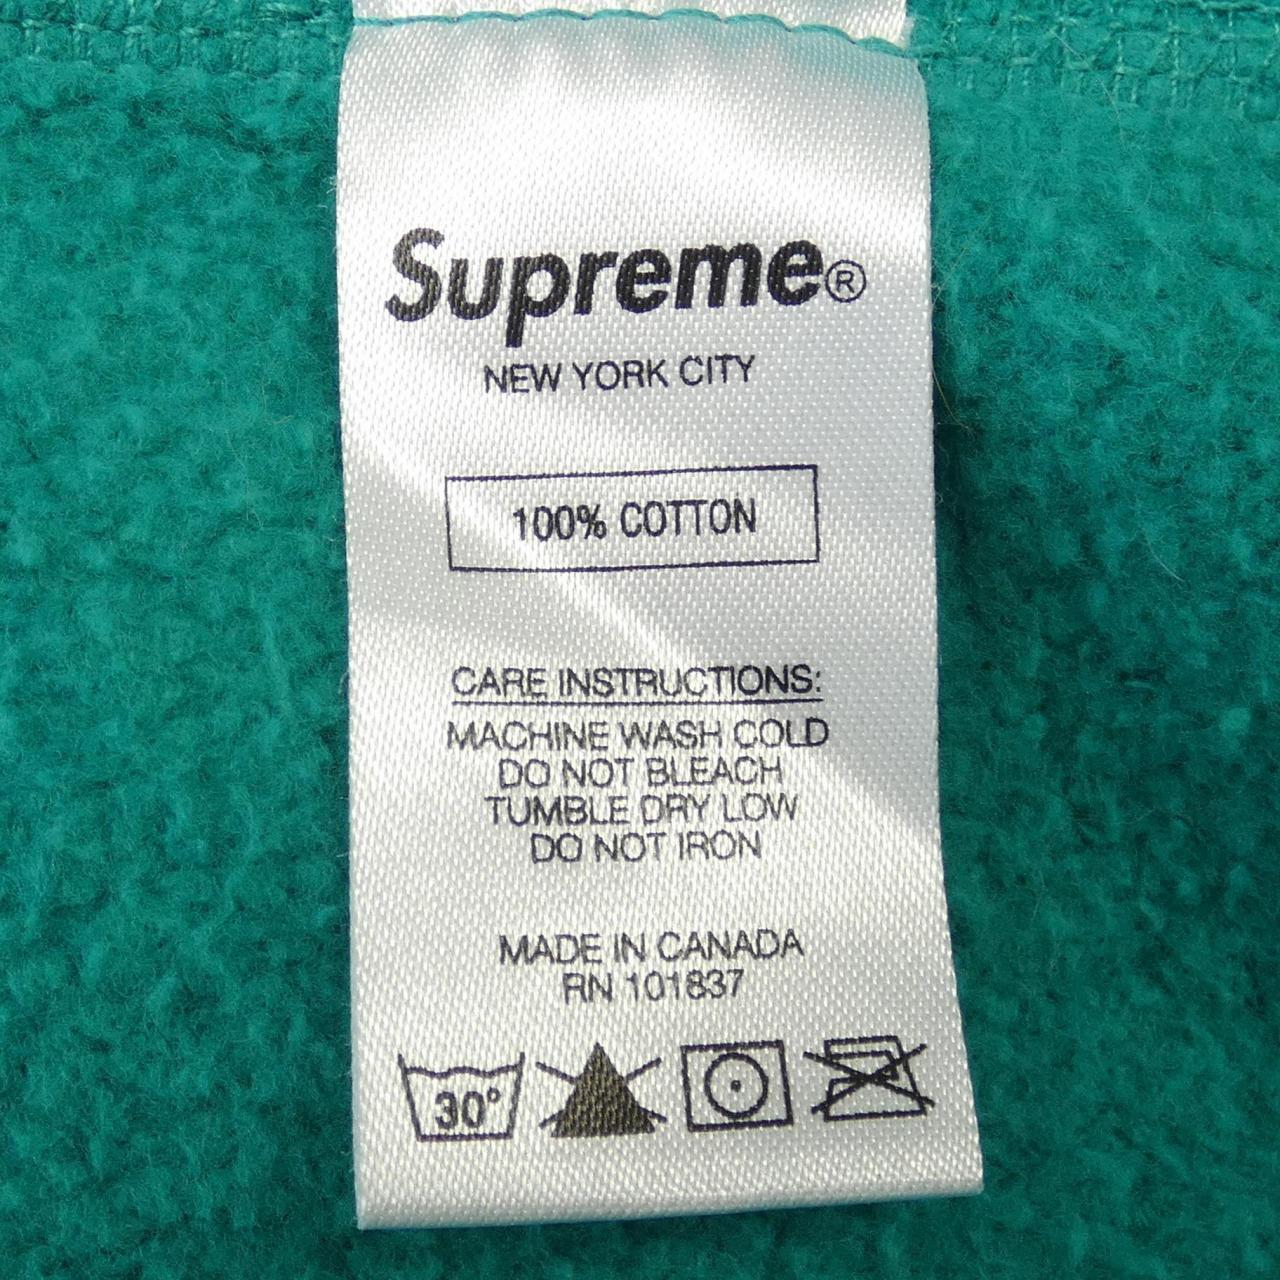 Supreme®
NEW YORK CITY
100% COTTON
CARE INSTRUCTIONS:
MACHINE WASH COLD
DO NOT BLEACH
TUMBLE DRY LOW
DO NOT IRON
MADE IN CANADA
RN 101837
30°